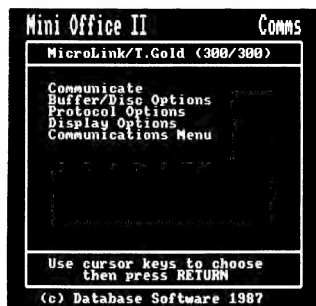 Mini Office II Comms
MicroLink/T.Gold (300/300)
Communicate
Buffer/Disc Options
Protocol Options
Display Options
Communications Menu
Use cursor keys to choose
then press RETURN
(c) Database Software 1987